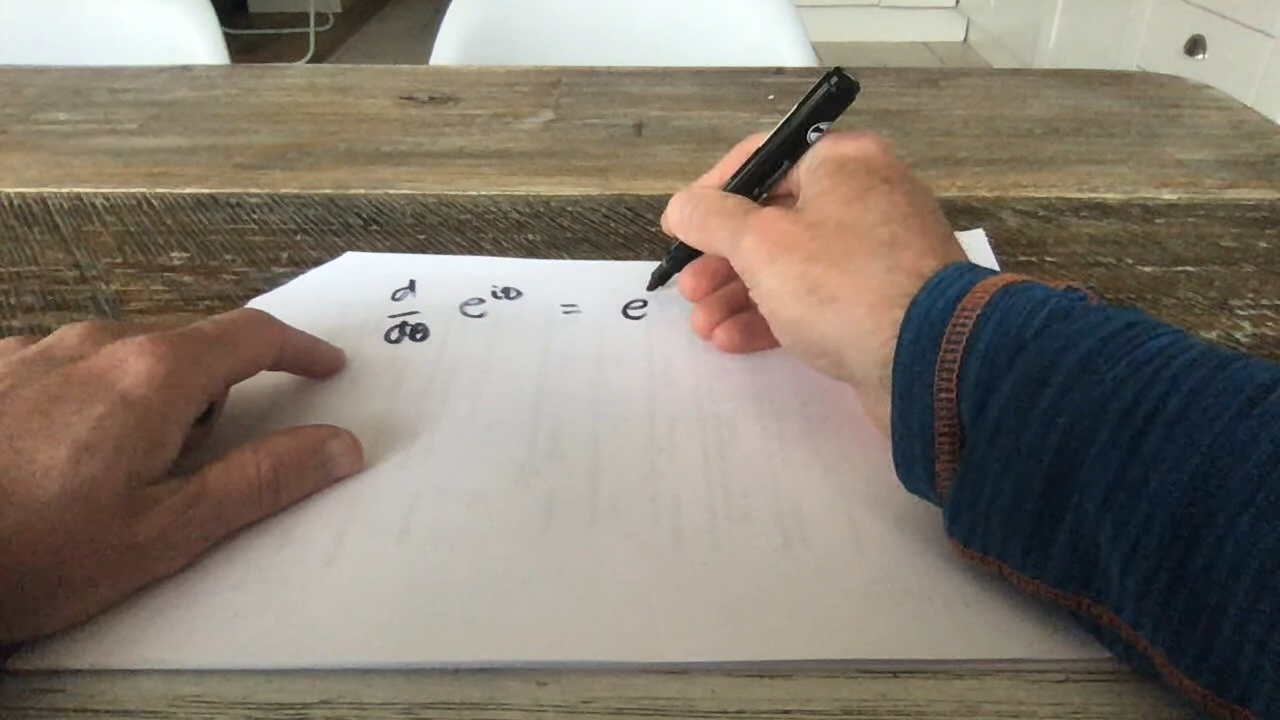 d/dθ e^{iθ} = e